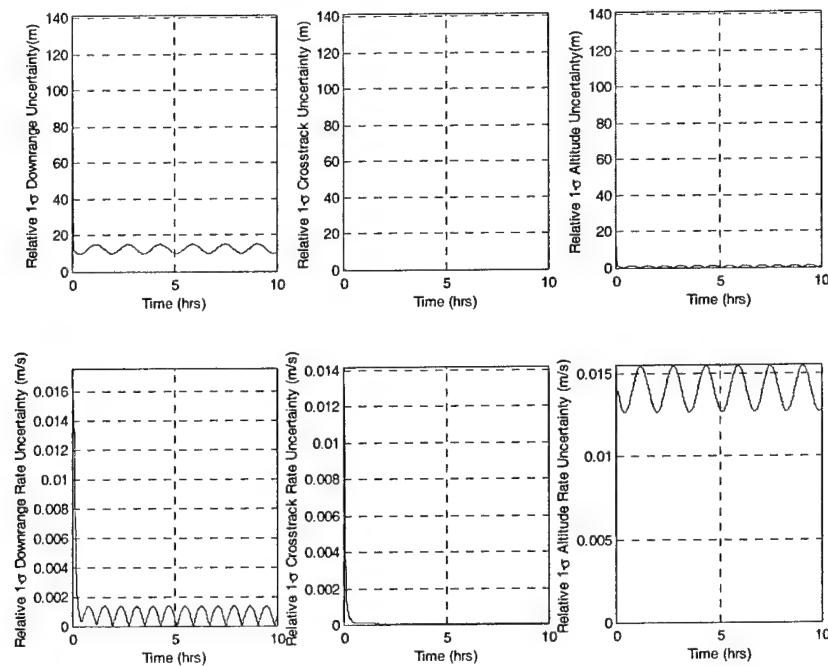 Relative 1-σ Downrange Uncertainty(m)
140
120
100
80
60
40
20
0
0 5 10
Time (hrs)
Relative 1-σ Crosstrack Uncertainty (m)
140
120
100
80
60
40
20
0
0 5 10
Time (hrs)
Relative 1-σ Altitude Uncertainty(m)
140
120
100
80
60
40
20
0
0 5 10
Time (hrs)
Relative 1-σ Downrange Rate Uncertainty (m/s)
0.016
0.014
0.012
0.01
0.008
0.006
0.004
0.002
0
0 5 10
Time (hrs)
Relative 1-σ Crosstrack Rate Uncertainty (m/s)
0.014
0.012
0.01
0.008
0.006
0.004
0.002
0
0 5 10
Time (hrs)
Relative 1-σ Altitude Rate Uncertainty (m/s)
0.015
0.01
0.005
0
0 5 10
Time (hrs)